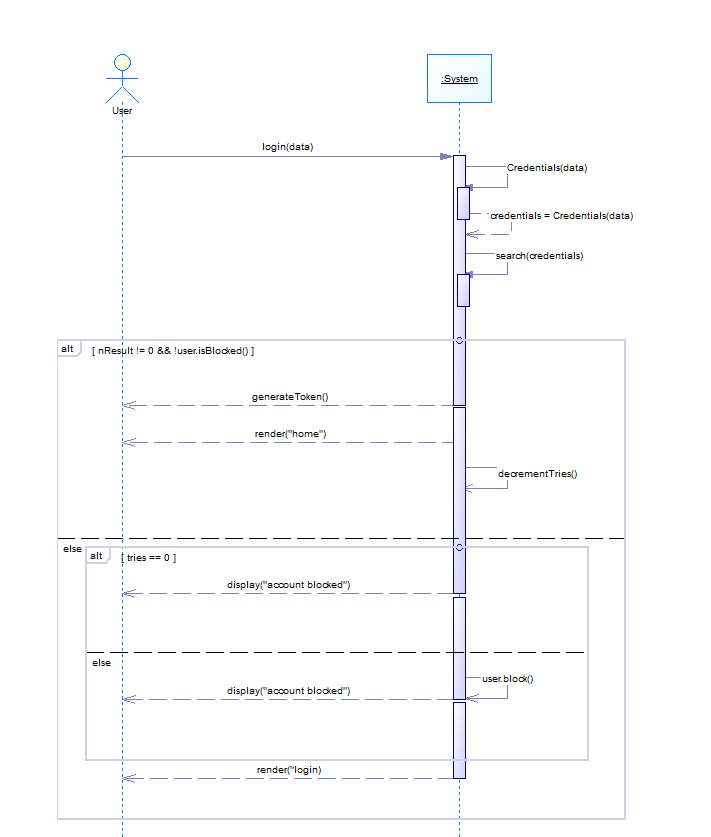 User
:System
login(data)
Credentials(data)
credentials = Credentials(data)
search(credentials)
alt
[ nResult != 0 && !user.isBlocked() ]
generateToken()
render("home")
decrementTries()
else
alt
[ tries == 0 ]
display("account blocked")
else
user.block()
display("account blocked")
render("login)